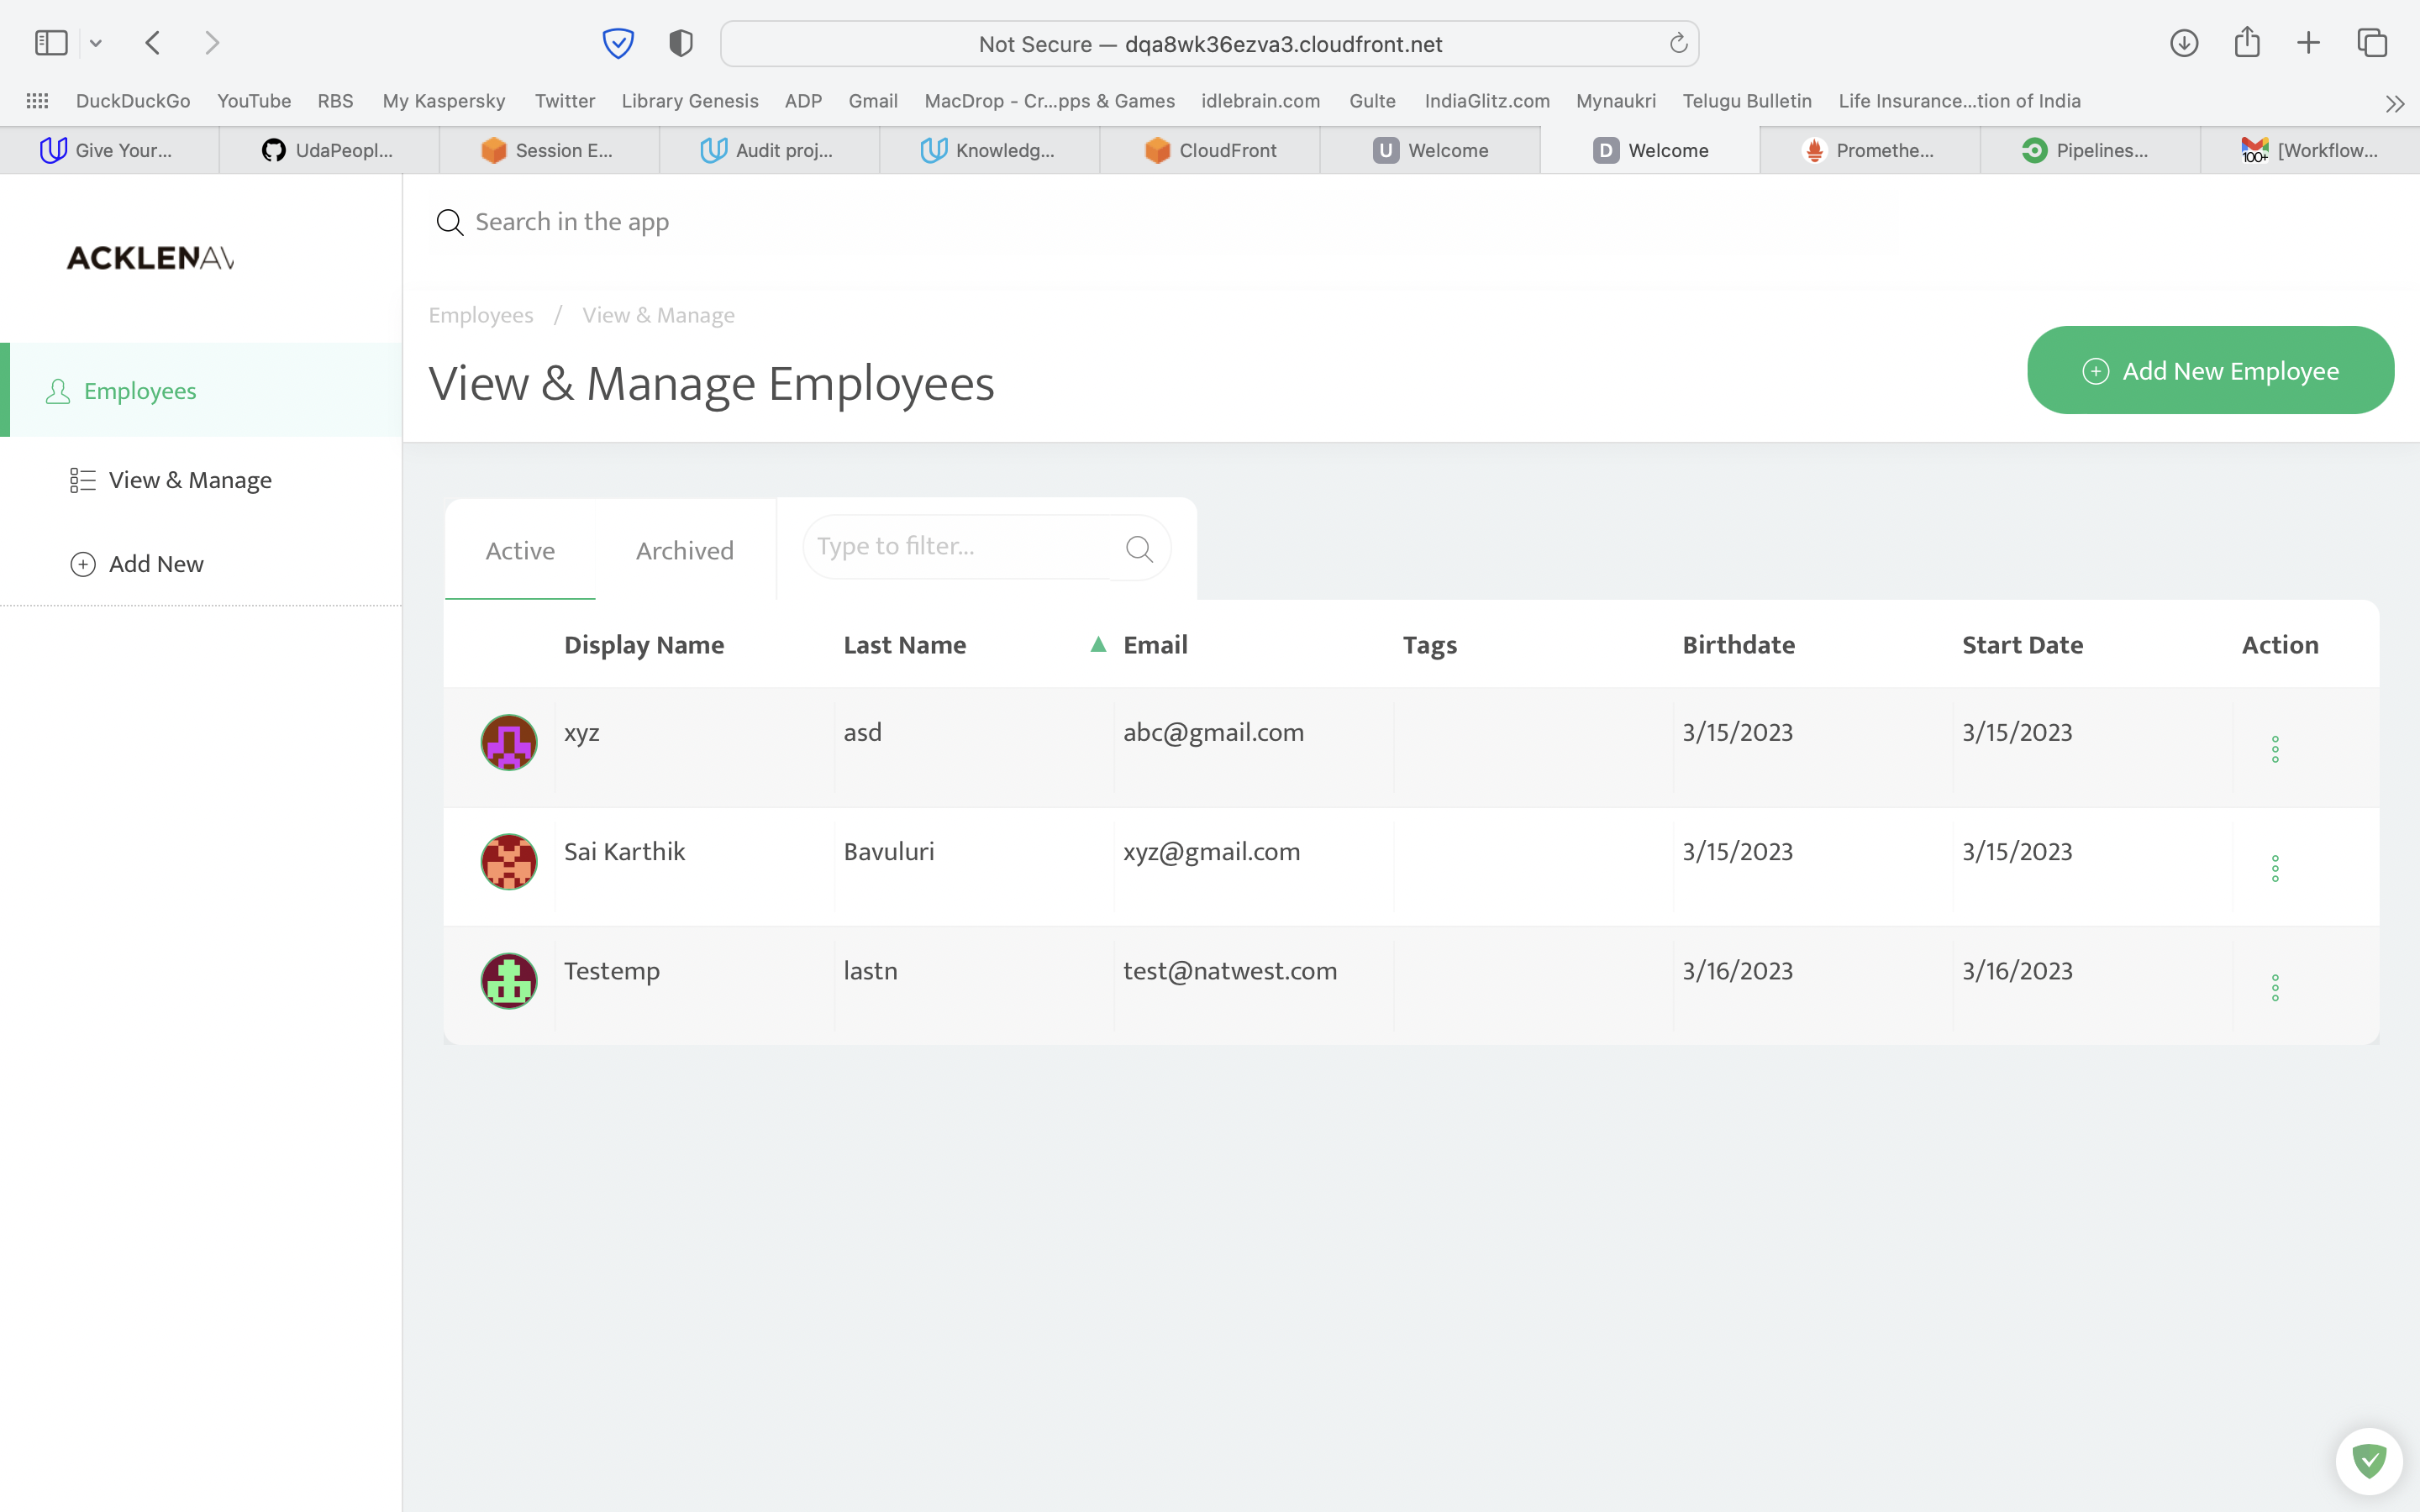 Not Secure — dqa8wk36ezva3.cloudfront.net
DuckDuckGo YouTube RBS My Kaspersky Twitter Library Genesis ADP Gmail MacDrop - Cr...pps & Games idlebrain.com Gulte IndiaGlitz.com Mynaukri Telugu Bulletin Life Insurance...tion of India
Give Your... UdaPeopl... Session E... Audit proj... Knowledg... CloudFront U Welcome D Welcome Promethe... Pipelines... 100+ [Workflow...
ACKLENAV
Search in the app
Employees / View & Manage
View & Manage Employees
Add New Employee
Employees
View & Manage
Add New
Active Archived Type to filter...
Display Name Last Name ▲ Email Tags Birthdate Start Date Action
xyz asd abc@gmail.com 3/15/2023 3/15/2023
Sai Karthik Bavuluri xyz@gmail.com 3/15/2023 3/15/2023
Testemp lastn test@natwest.com 3/16/2023 3/16/2023